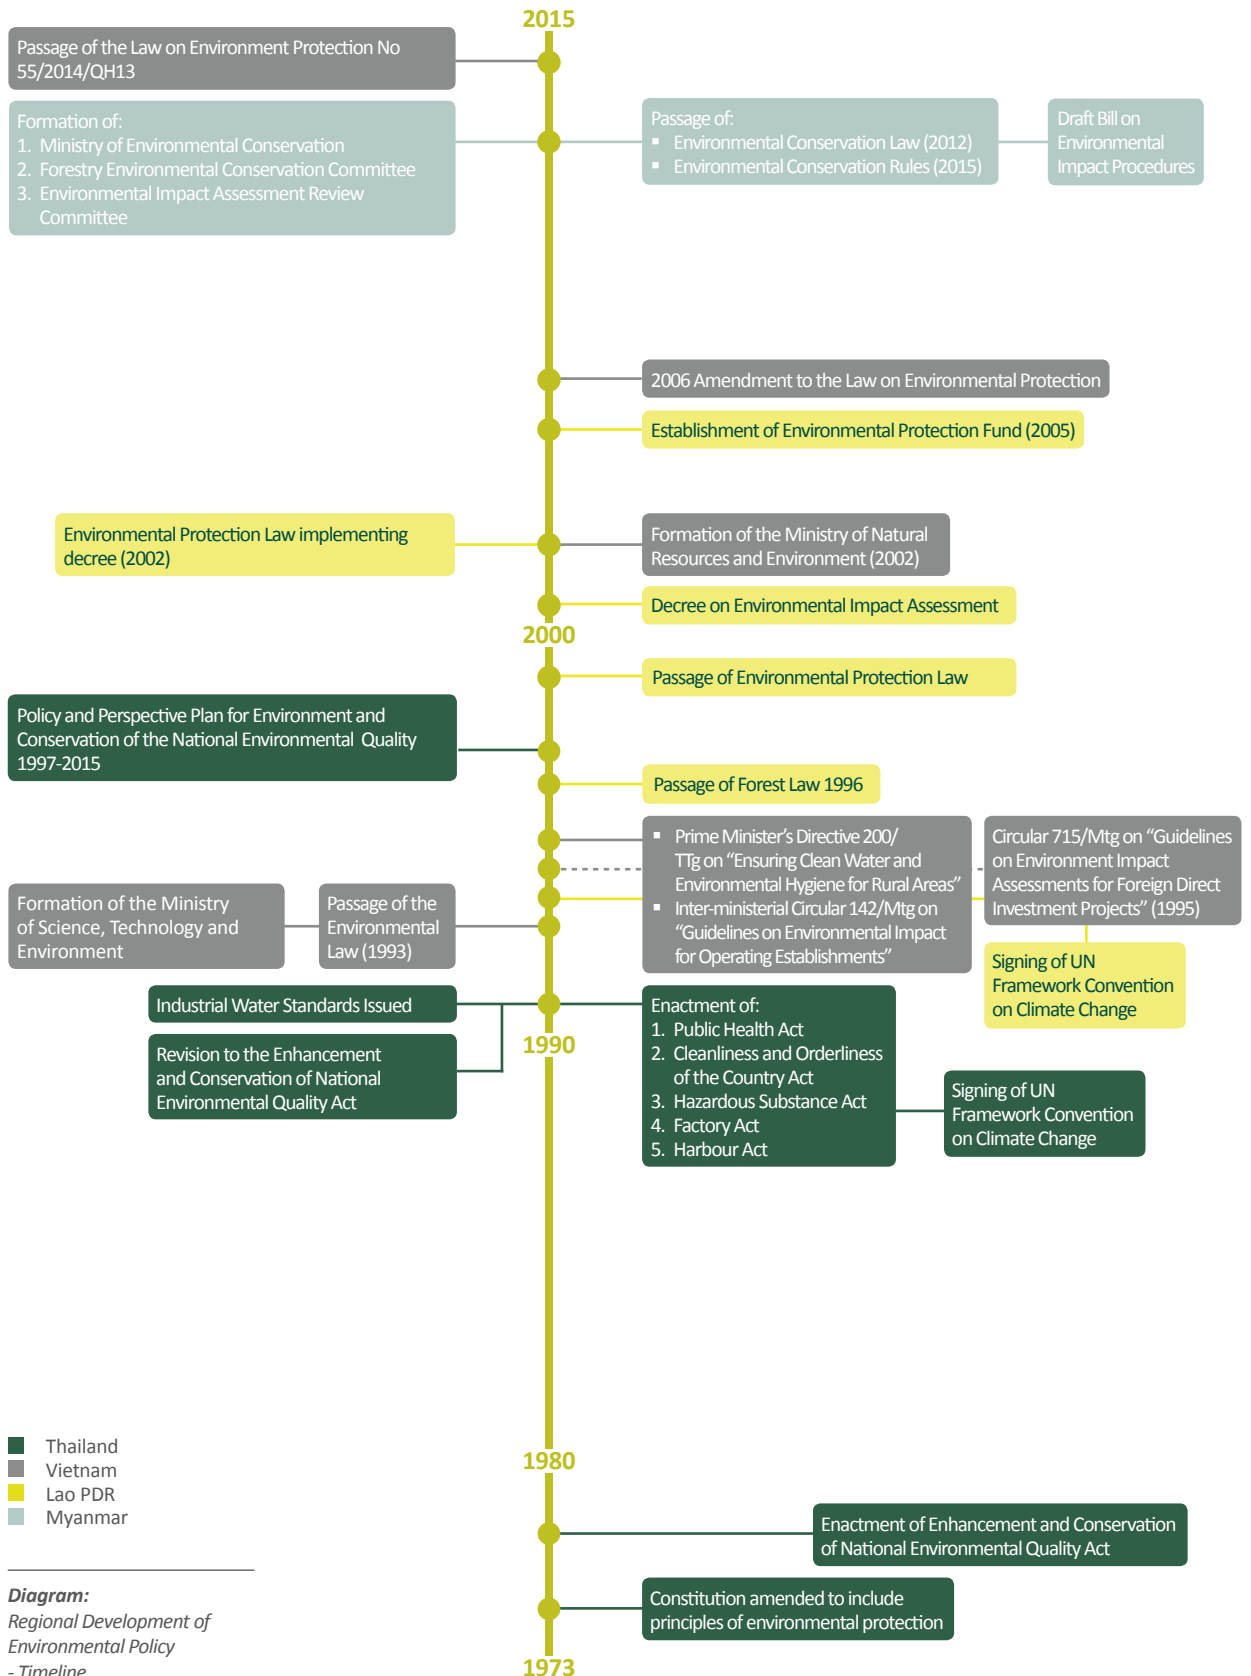 2015
Passage of the Law on Environment Protection No
55/2014/QH13
Formation of:
1. Ministry of Environmental Conservation
2. Forestry Environmental Conservation Committee
3. Environmental Impact Assessment Review
Committee
Passage of:
▪ Environmental Conservation Law (2012)
▪ Environmental Conservation Rules (2015)
Draft Bill on
Environmental
Impact Procedures
2006 Amendment to the Law on Environmental Protection
Establishment of Environmental Protection Fund (2005)
Environmental Protection Law implementing
decree (2002)
Formation of the Ministry of Natural
Resources and Environment (2002)
Decree on Environmental Impact Assessment
2000
Passage of Environmental Protection Law
Policy and Perspective Plan for Environment and
Conservation of the National Environmental Quality
1997-2015
Passage of Forest Law 1996
▪ Prime Minister’s Directive 200/
TTg on “Ensuring Clean Water and
Environmental Hygiene for Rural Areas”
▪ Inter-ministerial Circular 142/Mtg on
“Guidelines on Environmental Impact
for Operating Establishments”
Circular 715/Mtg on “Guidelines
on Environment Impact
Assessments for Foreign Direct
Investment Projects” (1995)
Formation of the Ministry
of Science, Technology and
Environment
Passage of the
Environmental
Law (1993)
Signing of UN
Framework Convention
on Climate Change
Industrial Water Standards Issued
Revision to the Enhancement
and Conservation of National
Environmental Quality Act
1990
Enactment of:
1. Public Health Act
2. Cleanliness and Orderliness
of the Country Act
3. Hazardous Substance Act
4. Factory Act
5. Harbour Act
Signing of UN
Framework Convention
on Climate Change
Thailand
Vietnam
Lao PDR
Myanmar
1980
Enactment of Enhancement and Conservation
of National Environmental Quality Act
Constitution amended to include
principles of environmental protection
Diagram:
Regional Development of
Environmental Policy
- Timeline
1973